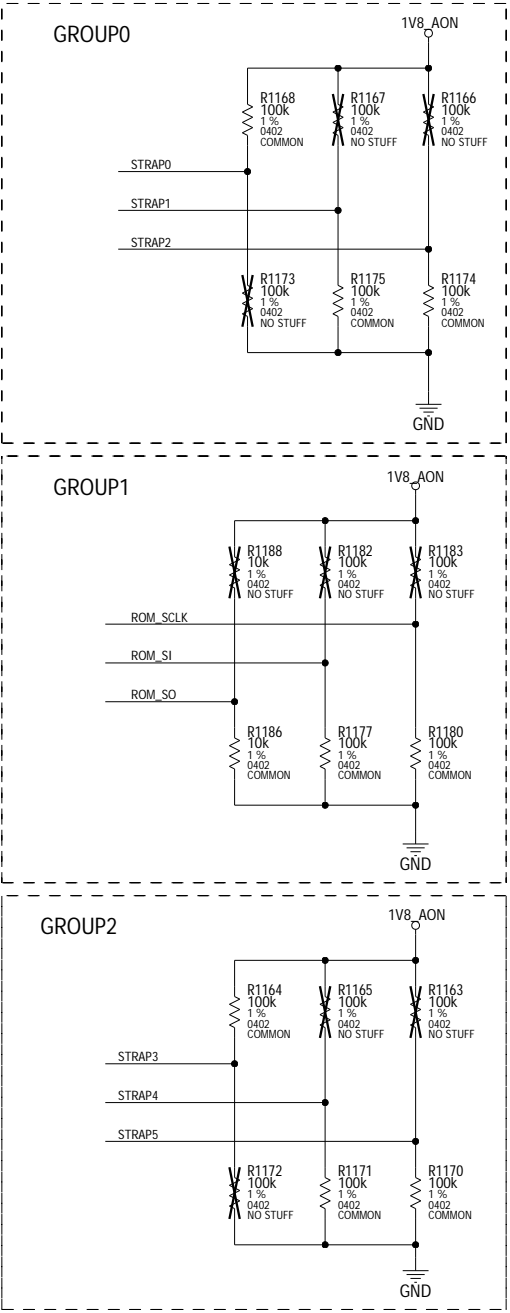 GROUP0
1V8_AON
R1168
100k
1 %
0402
COMMON
R1167
100k
1 %
0402
NO STUFF
R1166
100k
1 %
0402
NO STUFF
STRAP0
STRAP1
STRAP2
R1173
100k
1 %
0402
NO STUFF
R1175
100k
1 %
0402
COMMON
R1174
100k
1 %
0402
COMMON
GND
GROUP1
1V8_AON
R1188
10k
1 %
0402
NO STUFF
R1182
100k
1 %
0402
NO STUFF
R1183
100k
1 %
0402
NO STUFF
ROM_SCLK
ROM_SI
ROM_SO
R1186
10k
1 %
0402
COMMON
R1177
100k
1 %
0402
COMMON
R1180
100k
1 %
0402
COMMON
GND
GROUP2
1V8_AON
R1164
100k
1 %
0402
COMMON
R1165
100k
1 %
0402
NO STUFF
R1163
100k
1 %
0402
NO STUFF
STRAP3
STRAP4
STRAP5
R1172
100k
1 %
0402
NO STUFF
R1171
100k
1 %
0402
COMMON
R1170
100k
1 %
0402
COMMON
GND